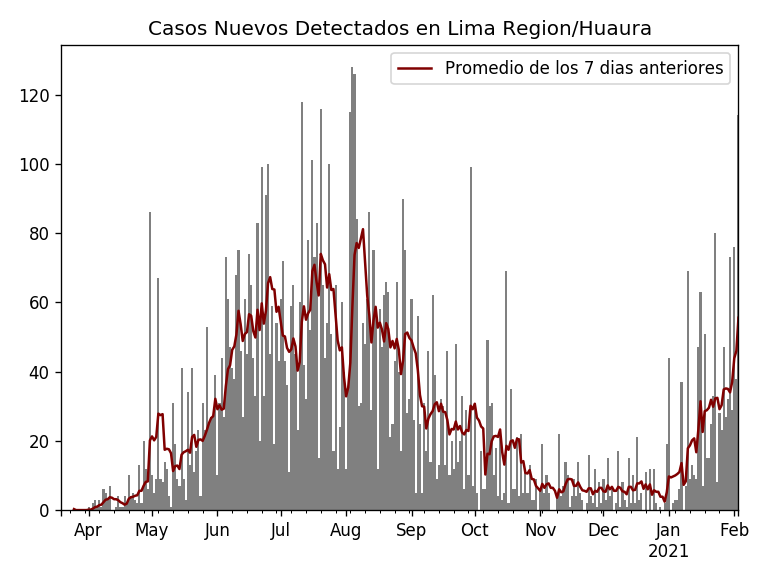 Casos Nuevos Detectados en Lima Region/Huaura
Promedio de los 7 dias anteriores
120
100
80
60
40
20
0
Apr May Jun Jul Aug Sep Oct Nov Dec Jan Feb
2021